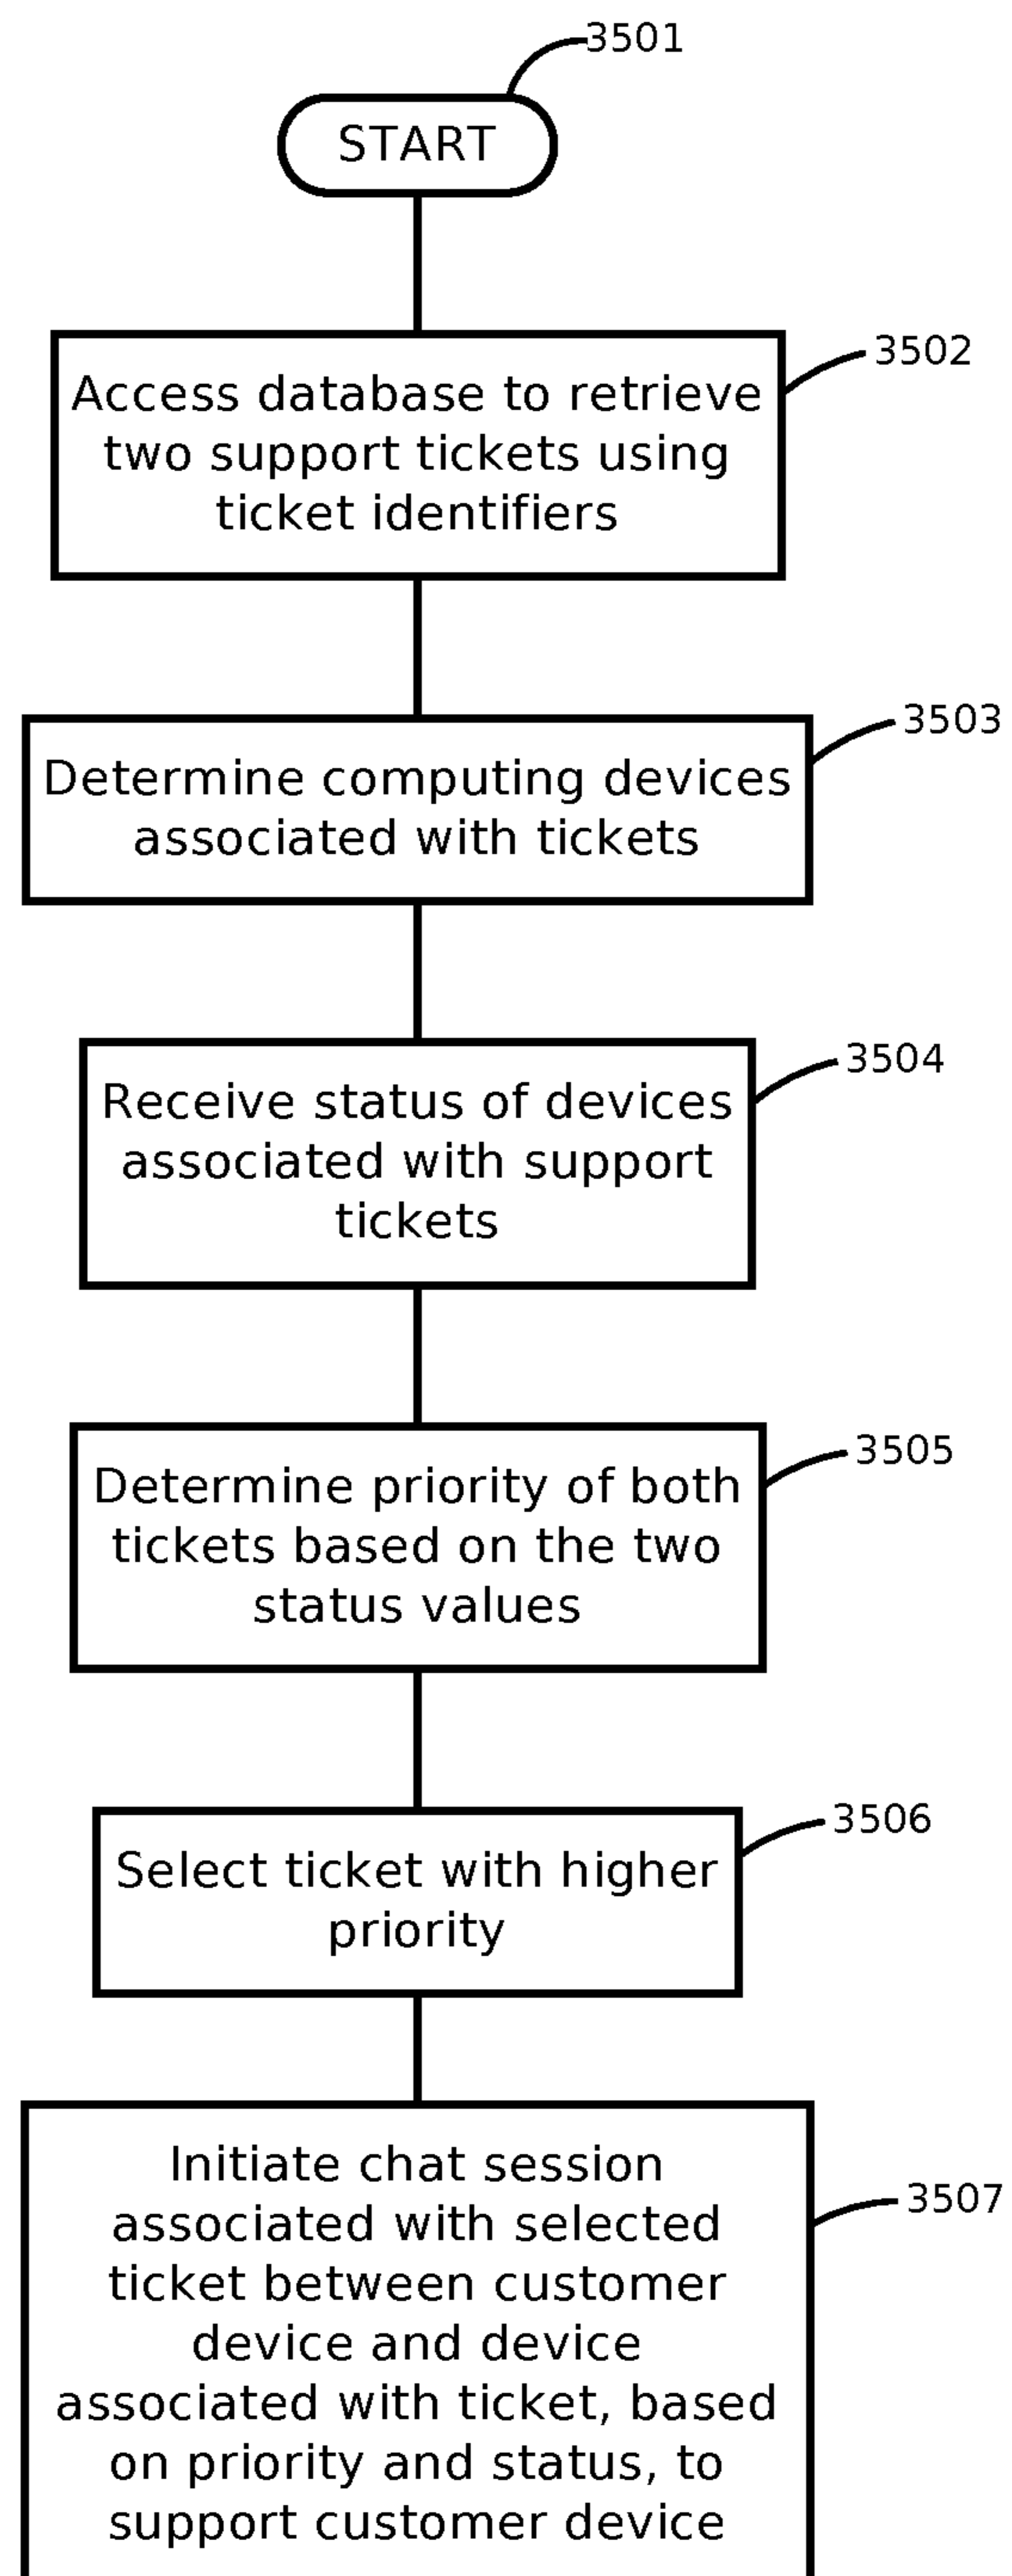 3501
START
3502
Access database to retrieve
two support tickets using
ticket identifiers
3503
Determine computing devices
associated with tickets
3504
Receive status of devices
associated with support
tickets
3505
Determine priority of both
tickets based on the two
status values
3506
Select ticket with higher
priority
3507
Initiate chat session
associated with selected
ticket between customer
device and device
associated with ticket, based
on priority and status, to
support customer device